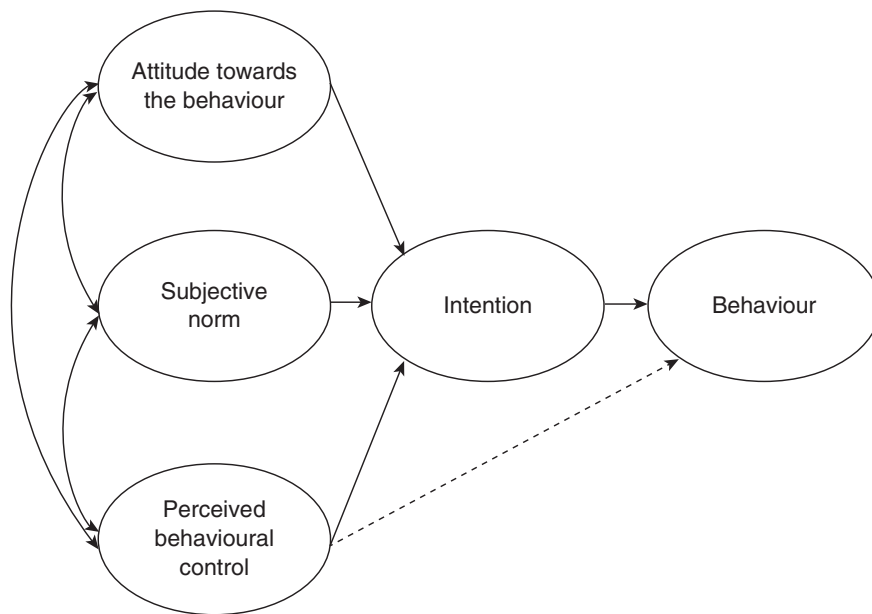 Attitude towards
the behaviour
Subjective
norm
Intention
Behaviour
Perceived
behavioural
control